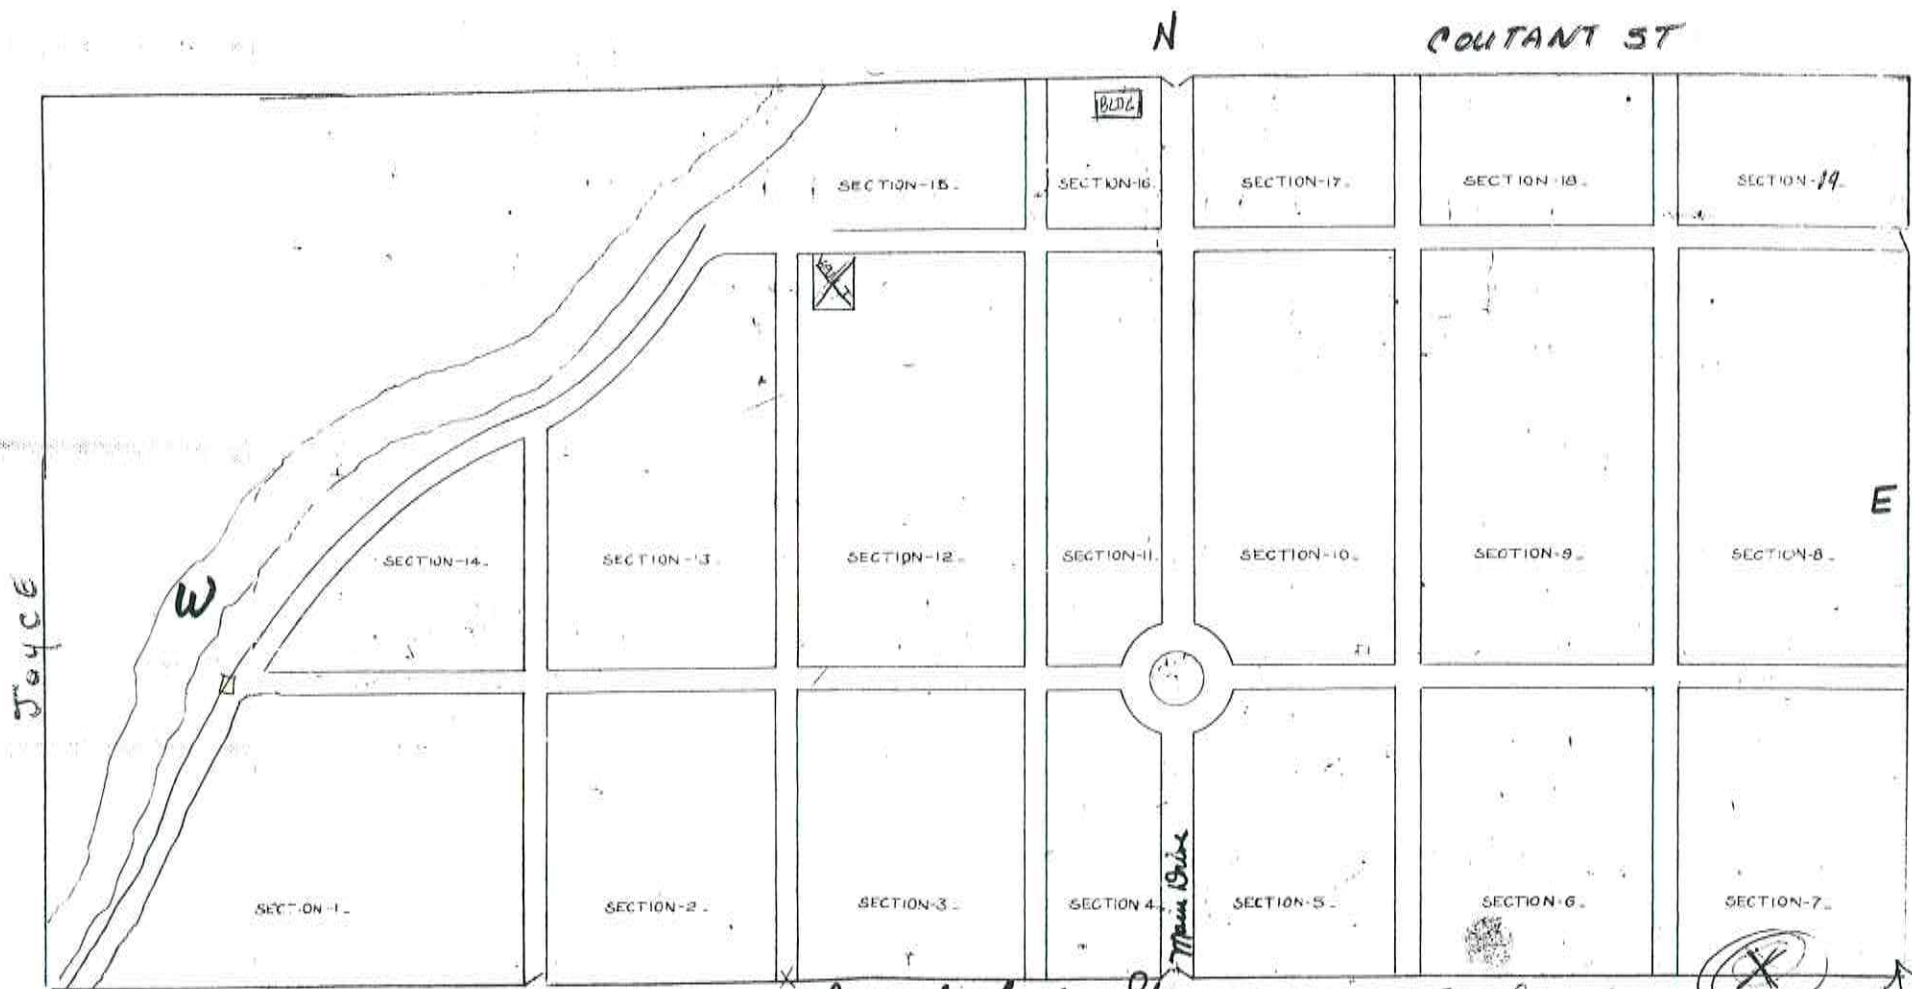 N
COUTANT ST
BLDG
SECTION-15
SECTION-16
SECTION-17
SECTION-18
SECTION-19
VAULT
E
SECTION-14
SECTION-13
SECTION-12
SECTION-11
SECTION-10
SECTION-9
SECTION-8
W
JOYCE
Main Drive
SECTION-1
SECTION-2
SECTION-3
SECTION 4
SECTION-5
SECTION-6
SECTION-7
X
X